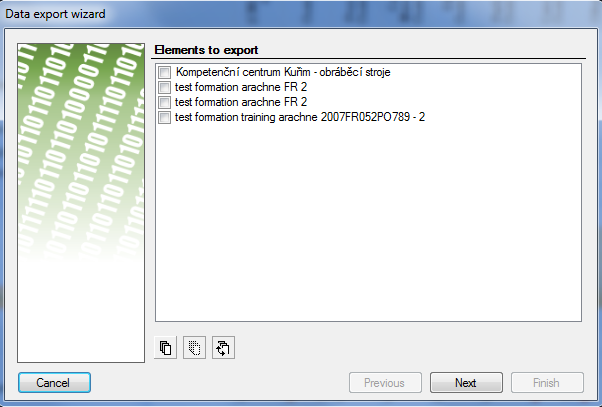 Data export wizard
Elements to export
Kompetenční centrum Kuřim - obráběcí stroje
test formation arachne FR 2
test formation arachne FR 2
test formation training arachne 2007FR052PO789 - 2
Cancel
Previous
Next
Finish